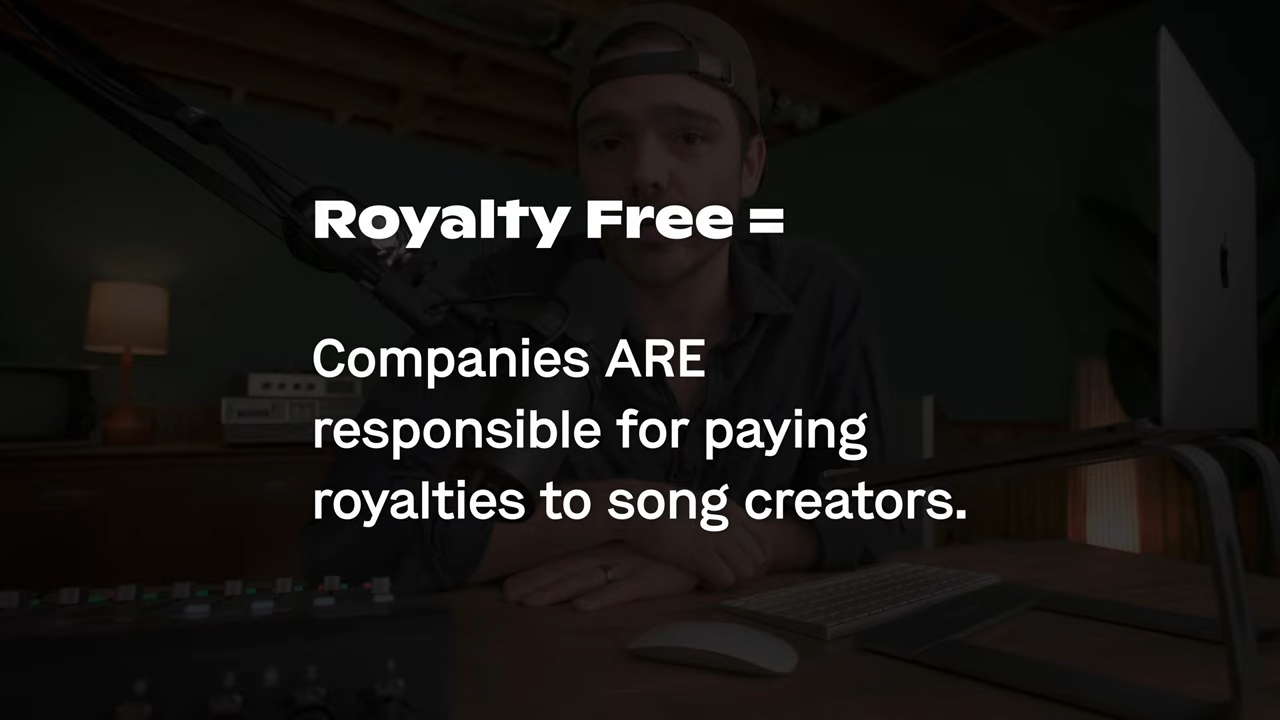 Royalty Free =
Companies ARE
responsible for paying
royalties to song creators.